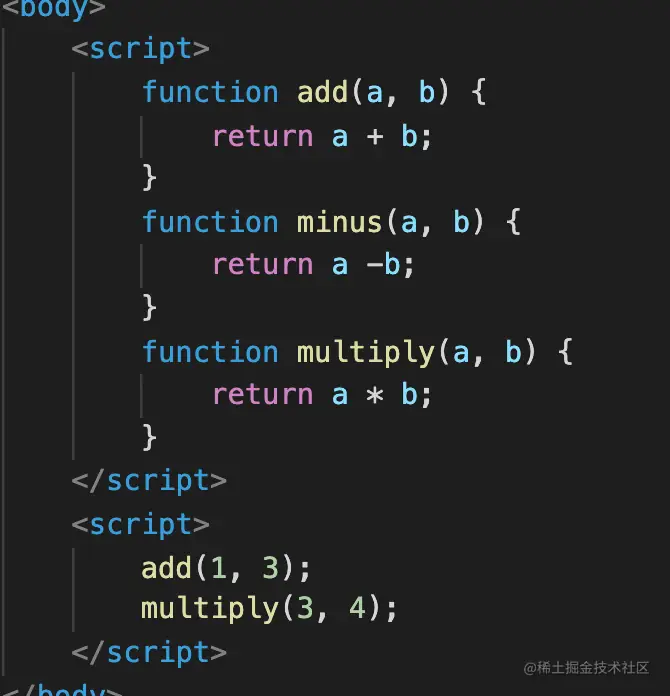 <body>
<script>
function add(a, b) {
return a + b;
}
function minus(a, b) {
return a -b;
}
function multiply(a, b) {
return a * b;
}
</script>
<script>
add(1, 3);
multiply(3, 4);
</script>
</body>
@稀土掘金技术社区